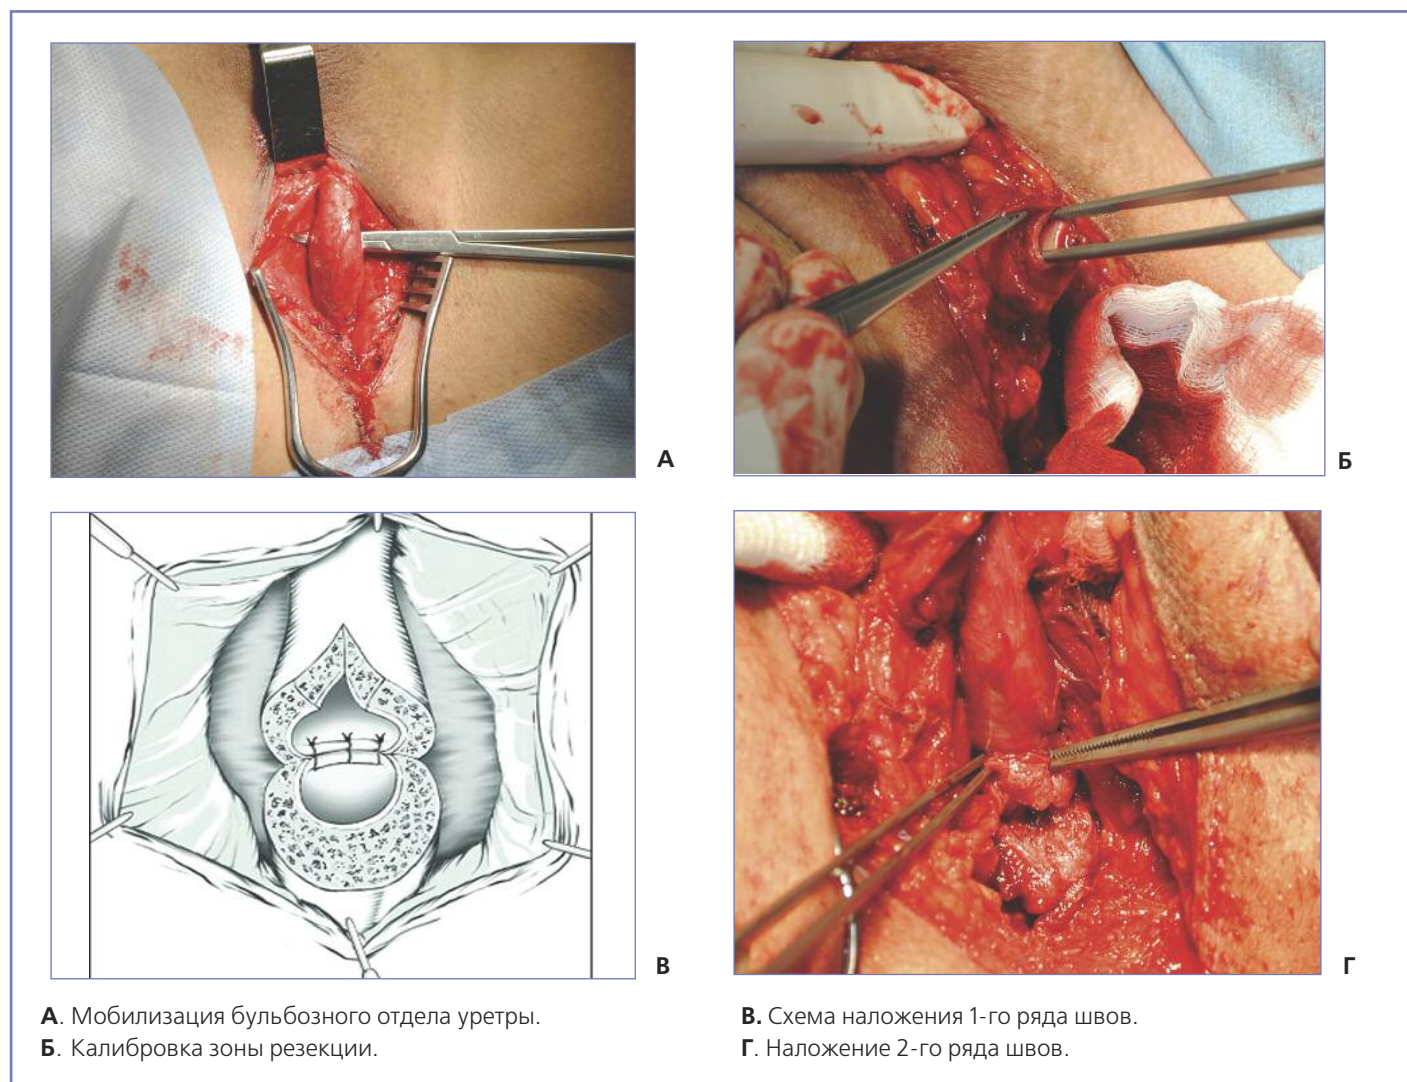 А
Б
В
Г
А. Мобилизация бульбозного отдела уретры.
Б. Калибровка зоны резекции.
В. Схема наложения 1-го ряда швов.
Г. Наложение 2-го ряда швов.